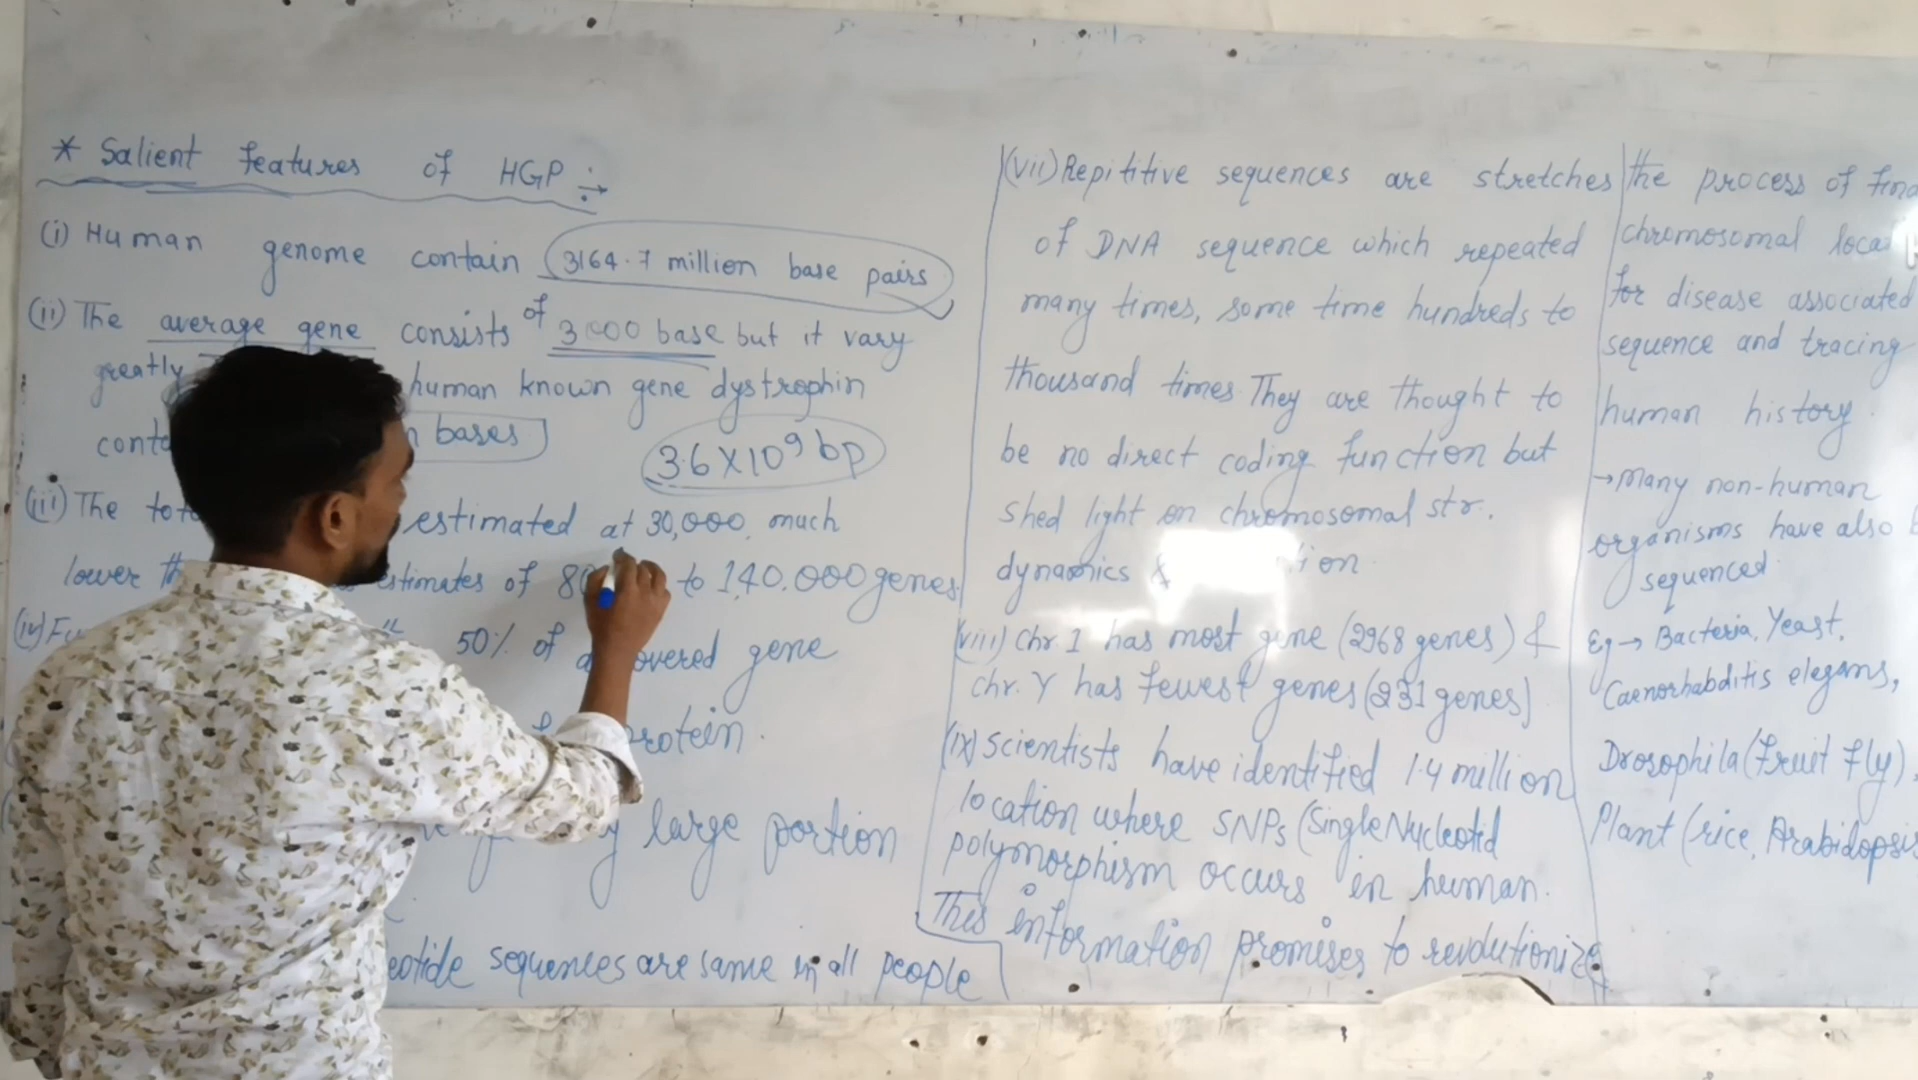 * Salient features of HGP :→
(i) Human genome contain 3164.7 million base pairs
(ii) The average gene consists of 3000 base but it vary
greatly human known gene dystrophin
bases
3.6X10⁹ bp
(iii) The estimated at 30,000, much
lower estimates of to 1,40,000 genes
(iv) 50% of gene
protein.
large portion
sequences are same in all people
(vii) Repititive sequences are stretches
of DNA sequence which repeated
many times, some time hundreds to
thousand times. They are thought to
be no direct coding function but
shed light on chromosomal str.
dynamics &
(viii) Chr. 1 has most gene (2968 genes) &
chr. Y has fewest genes (231 genes)
(ix) Scientists have identified 1.4 million
location where SNPs (Single Nucleotid
polymorphism occurs in human.
This information promises to revolutionize
the process of
chromosomal
for disease associated
sequence and tracing
human history
→ Many non-human
organisms have also
sequenced.
Eg → Bacteria, Yeast,
Caenorhabditis elegans,
Drosophila (fruit fly),
Plant (rice, Arabidopsis